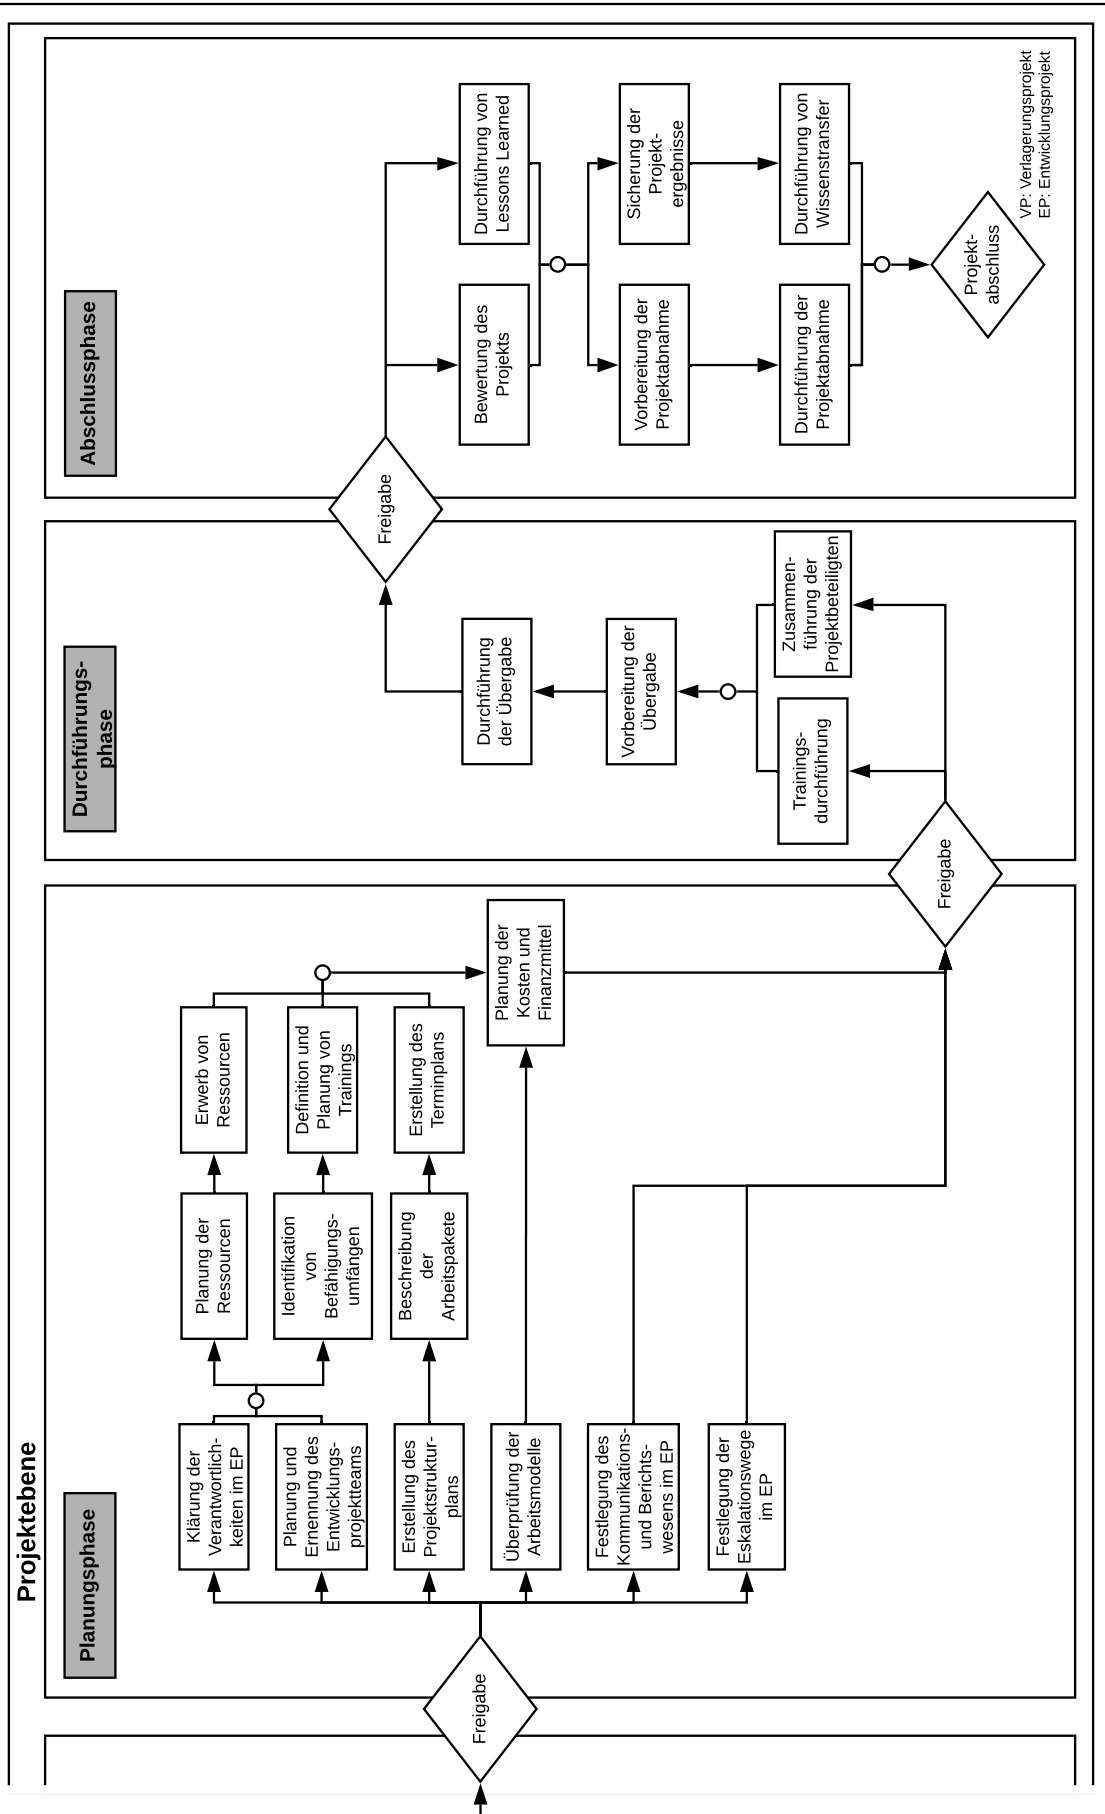 Projektebene
Planungsphase
Freigabe
Klärung der
Verantwortlich-
keiten im EP
Planung und
Ernennung des
Entwicklungs-
projektteams
Erstellung des
Projektstruktur-
plans
Überprüfung der
Arbeitsmodelle
Festlegung des
Kommunikations-
und Berichts-
wesens im EP
Festlegung der
Eskalationswege
im EP
Planung der
Ressourcen
Identifikation
von
Befähigungs-
umfängen
Beschreibung
der
Arbeitspakete
Erwerb von
Ressourcen
Definition und
Planung von
Trainings
Erstellung des
Terminplans
Planung der
Kosten und
Finanzmittel
Freigabe
Durchführungs-
phase
Trainings-
durchführung
Zusammen-
führung der
Projektbeteiligten
Vorbereitung der
Übergabe
Durchführung
der Übergabe
Freigabe
Abschlussphase
Bewertung des
Projekts
Durchführung von
Lessons Learned
Vorbereitung der
Projektabnahme
Sicherung der
Projekt-
ergebnisse
Durchführung der
Projektabnahme
Durchführung von
Wissenstransfer
Projekt-
abschluss
VP: Verlagerungsprojekt
EP: Entwicklungsprojekt